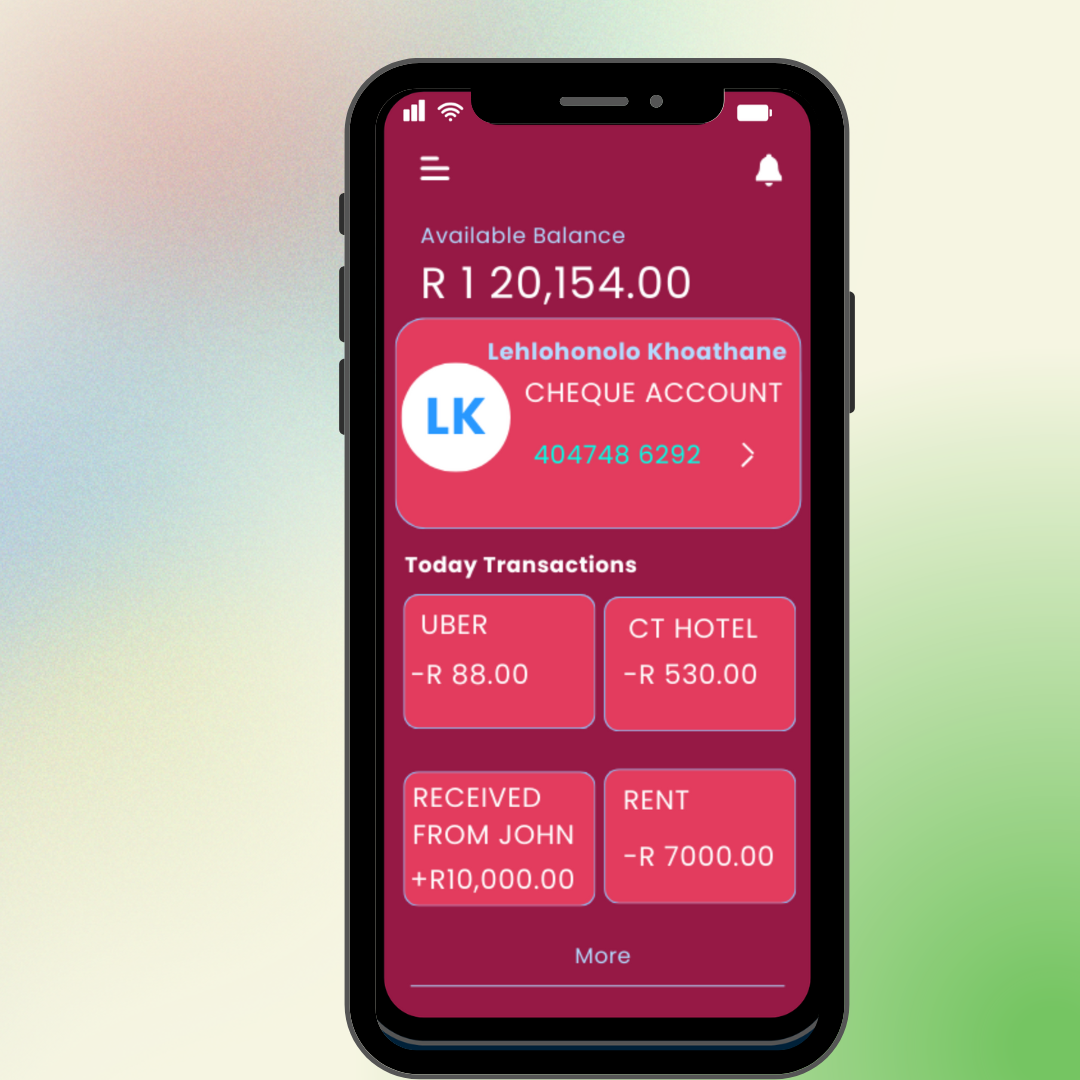 Available Balance
R 1 20,154.00
Lehlohonolo Khoathane
LK
CHEQUE ACCOUNT
404748 6292
Today Transactions
UBER
-R 88.00
CT HOTEL
-R 530.00
RECEIVED
FROM JOHN
+R10,000.00
RENT
-R 7000.00
More